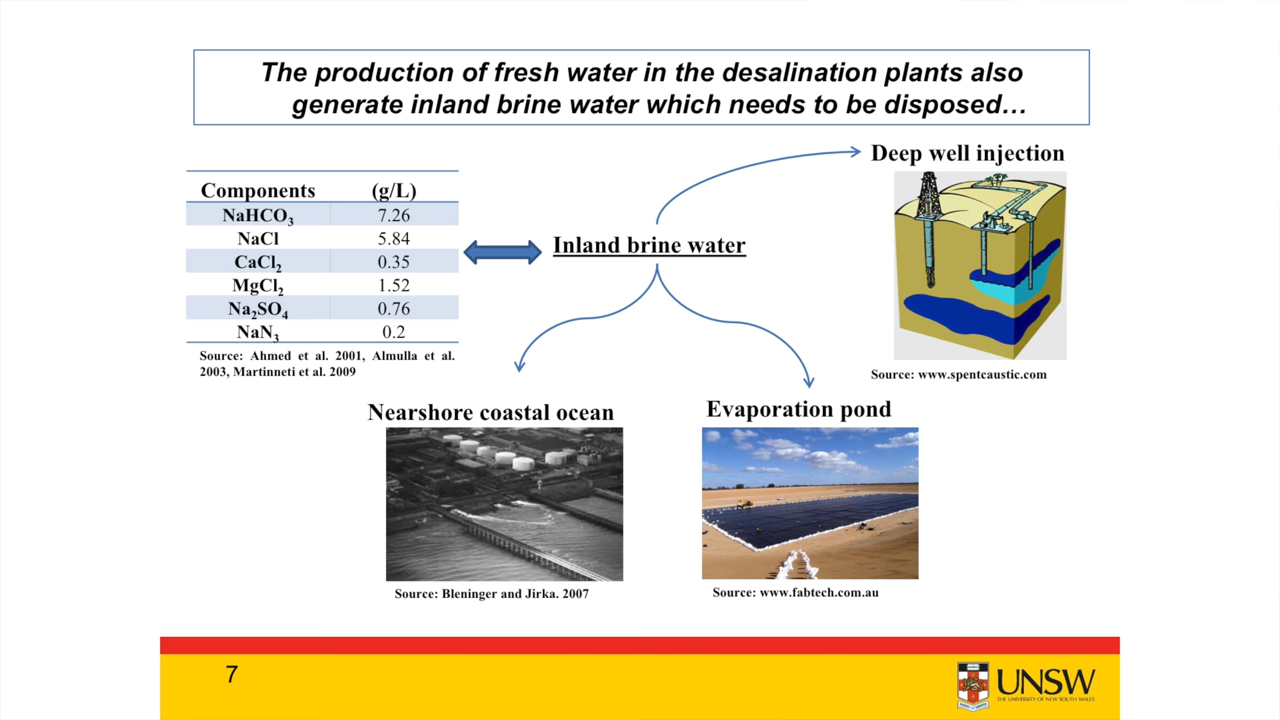 The production of fresh water in the desalination plants also
generate inland brine water which needs to be disposed…
Deep well injection
Components (g/L)
NaHCO3 7.26
NaCl 5.84
CaCl2 0.35
MgCl2 1.52
Na2SO4 0.76
NaN3 0.2
Source: Ahmed et al. 2001, Almulla et al.
2003, Martinneti et al. 2009
Inland brine water
Source: www.spentcaustic.com
Nearshore coastal ocean
Evaporation pond
Source: Bleninger and Jirka. 2007
Source: www.fabtech.com.au
7
UNSW
THE UNIVERSITY OF NEW SOUTH WALES